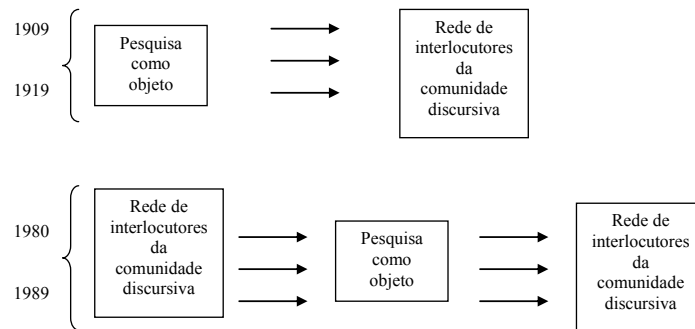 1909
1919
Pesquisa
como
objeto
Rede de
interlocutores
da
comunidade
discursiva
1980
1989
Rede de
interlocutores
da
comunidade
discursiva
Pesquisa
como
objeto
Rede de
interlocutores
da
comunidade
discursiva